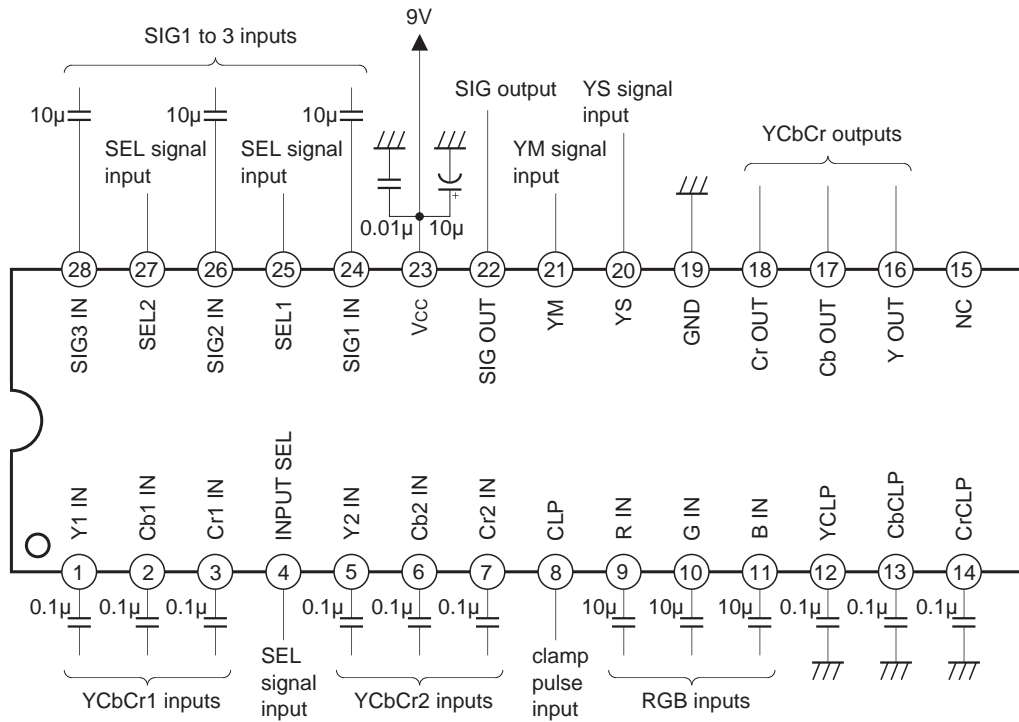 9V
SIG1 to 3 inputs
SIG output
YS signal
input
YCbCr outputs
10µ
10µ
10µ
SEL signal
input
SEL signal
input
YM signal
input
0.01µ
+
10µ
28
27
26
25
24
23
22
21
20
19
18
17
16
15
SIG3 IN
SEL2
SIG2 IN
SEL1
SIG1 IN
Vcc
SIG OUT
YM
YS
GND
Cr OUT
Cb OUT
Y OUT
NC
Y1 IN
Cb1 IN
Cr1 IN
INPUT SEL
Y2 IN
Cb2 IN
Cr2 IN
CLP
R IN
G IN
B IN
YCLP
CbCLP
CrCLP
1
2
3
4
5
6
7
8
9
10
11
12
13
14
0.1µ
0.1µ
0.1µ
0.1µ
0.1µ
0.1µ
10µ
10µ
10µ
0.1µ
0.1µ
0.1µ
YCbCr1 inputs
SEL
signal
input
YCbCr2 inputs
clamp
pulse
input
RGB inputs